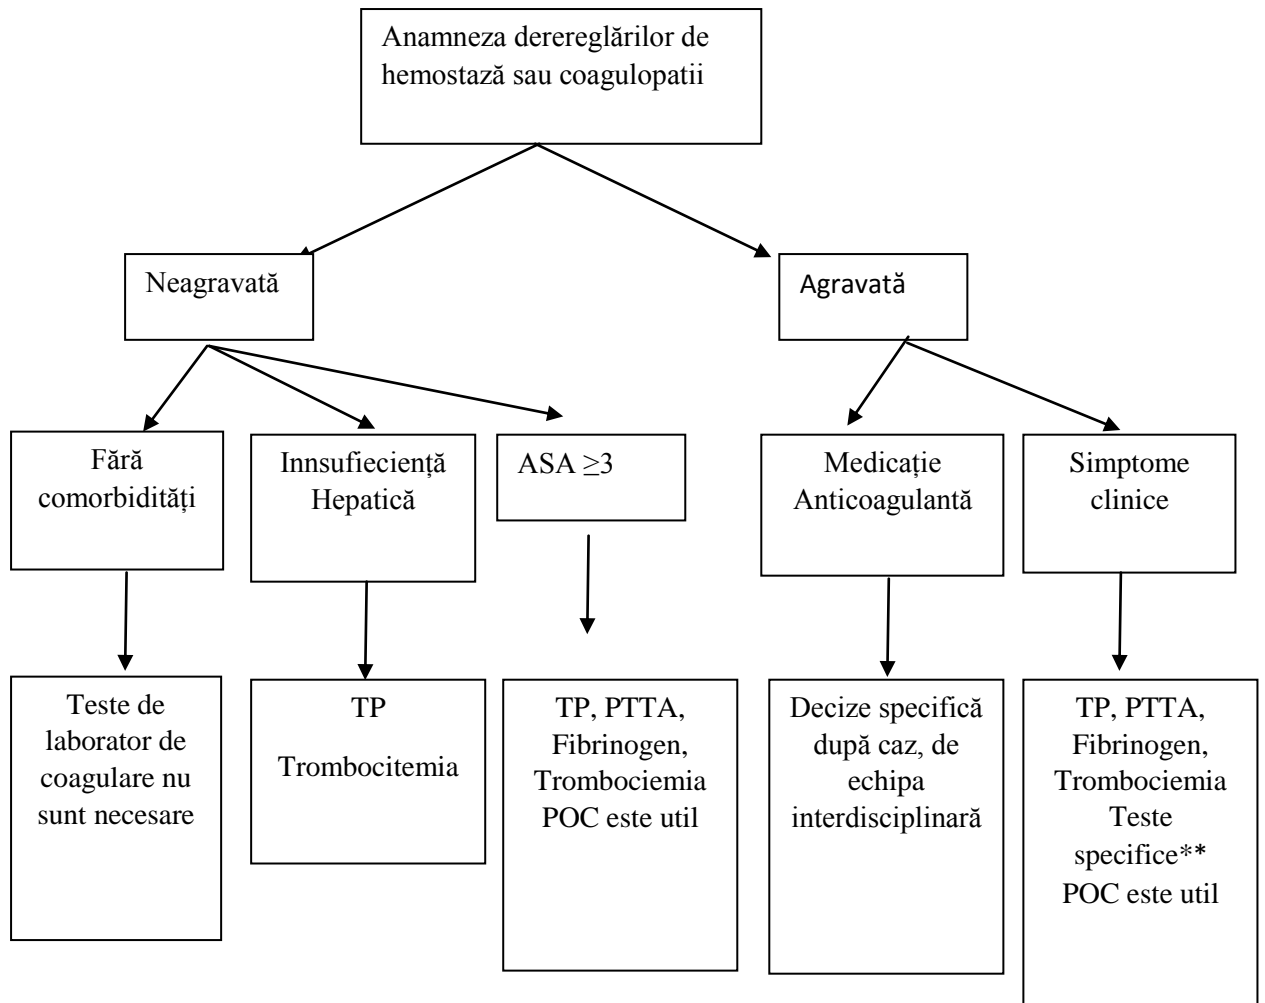 Anamneza derereglărilor de
hemostază sau coagulopatii
Neagravată
Agravată
Fără
comorbidități
Innsufieciență
Hepatică
ASA ≥3
Medicație
Anticoagulantă
Simptome
clinice
Teste de
laborator de
coagulare nu
sunt necesare
TP
Trombocitemia
TP, PTTA,
Fibrinogen,
Trombociemia
POC este util
Decize specifică
după caz, de
echipa
interdisciplinară
TP, PTTA,
Fibrinogen,
Trombociemia
Teste
specifice**
POC este util